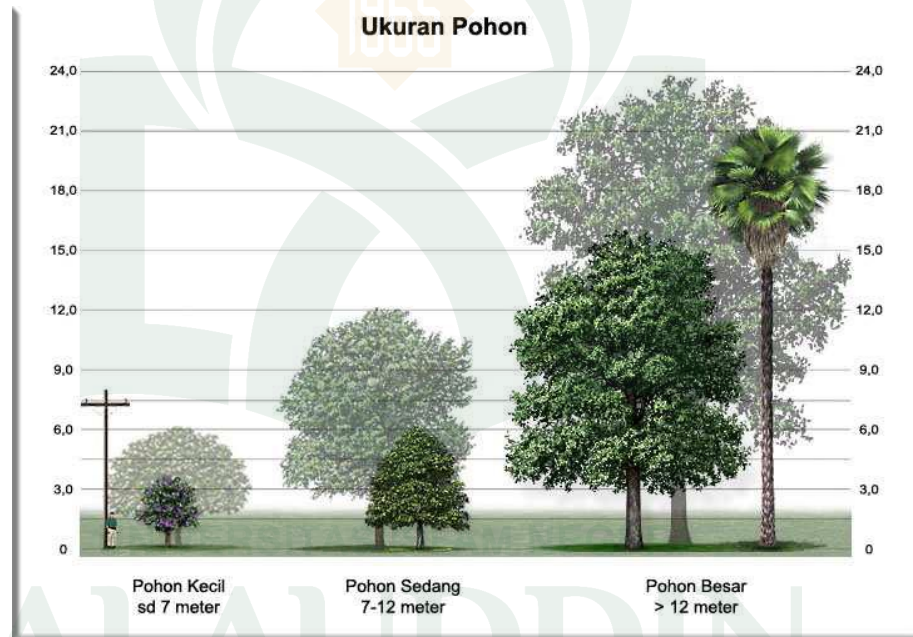 1865
Ukuran Pohon
24,0 24,0
21,0 21,0
18,0 18,0
15,0 15,0
12,0 12,0
9,0 9,0
6,0 6,0
3,0 3,0
0 0
Pohon Kecil Pohon Sedang Pohon Besar
sd 7 meter 7-12 meter > 12 meter
ALAUDDIN